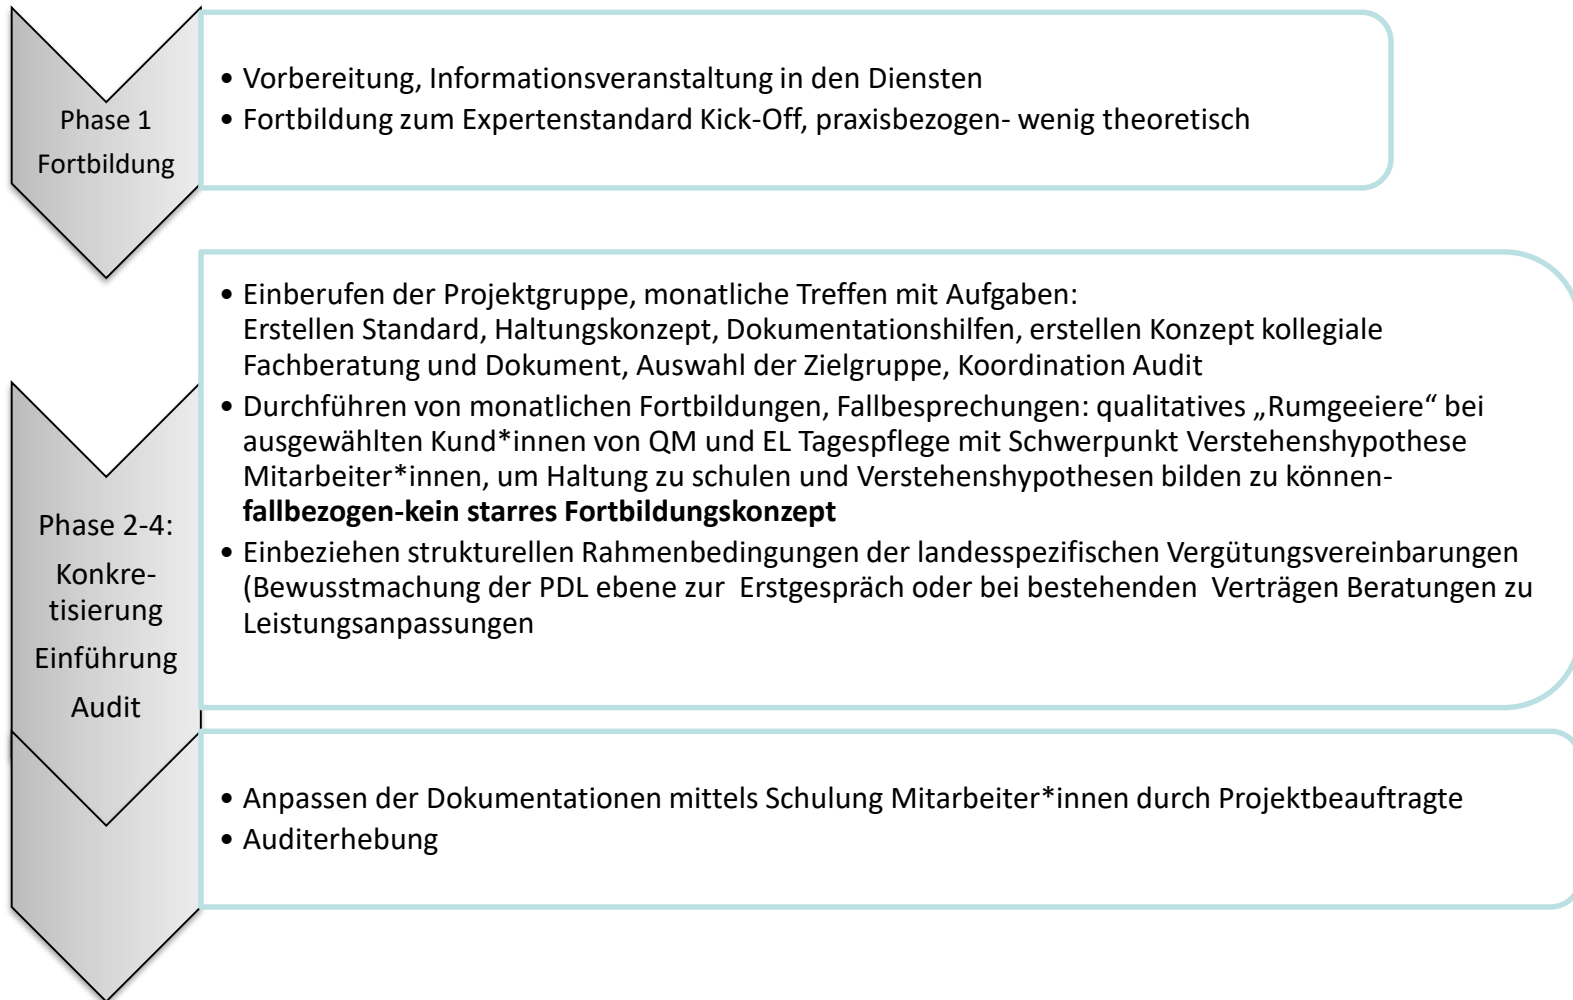 Phase 1
Fortbildung
• Vorbereitung, Informationsveranstaltung in den Diensten
• Fortbildung zum Expertenstandard Kick-Off, praxisbezogen- wenig theoretisch
Phase 2-4:
Konkre-
tisierung
Einführung
Audit
• Einberufen der Projektgruppe, monatliche Treffen mit Aufgaben:
Erstellen Standard, Haltungskonzept, Dokumentationshilfen, erstellen Konzept kollegiale
Fachberatung und Dokument, Auswahl der Zielgruppe, Koordination Audit
• Durchführen von monatlichen Fortbildungen, Fallbesprechungen: qualitatives „Rumgeeiere“ bei
ausgewählten Kund*innen von QM und EL Tagespflege mit Schwerpunkt Verstehenshypothese
Mitarbeiter*innen, um Haltung zu schulen und Verstehenshypothesen bilden zu können-
fallbezogen-kein starres Fortbildungskonzept
• Einbeziehen strukturellen Rahmenbedingungen der landesspezifischen Vergütungsvereinbarungen
(Bewusstmachung der PDL ebene zur  Erstgespräch oder bei bestehenden  Verträgen Beratungen zu
Leistungsanpassungen
• Anpassen der Dokumentationen mittels Schulung Mitarbeiter*innen durch Projektbeauftragte
• Auditerhebung